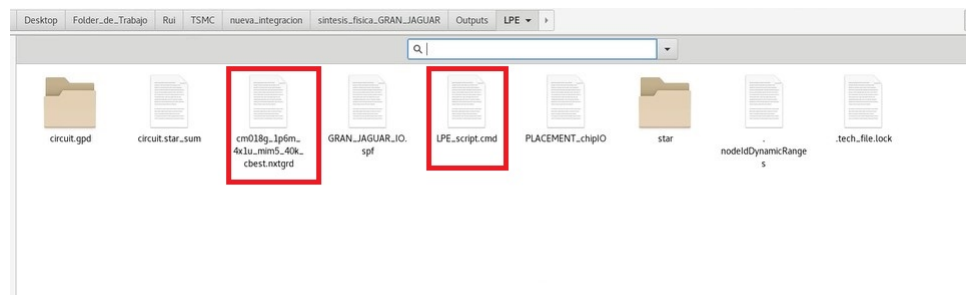 Desktop Folder_de_Trabajo Rui TSMC nueva_integracion sintesis_fisica_GRAN_JAGUAR Outputs LPE
circuit.gpd
circuit.star_sum
cm018g_1p6m_
4x1u_mim5_40k_
cbest.nxtgrd
GRAN_JAGUAR_IO.
spf
LPE_script.cmd
PLACEMENT_chipIO
star
.
nodeIdDynamicRange
s
.tech_file.lock